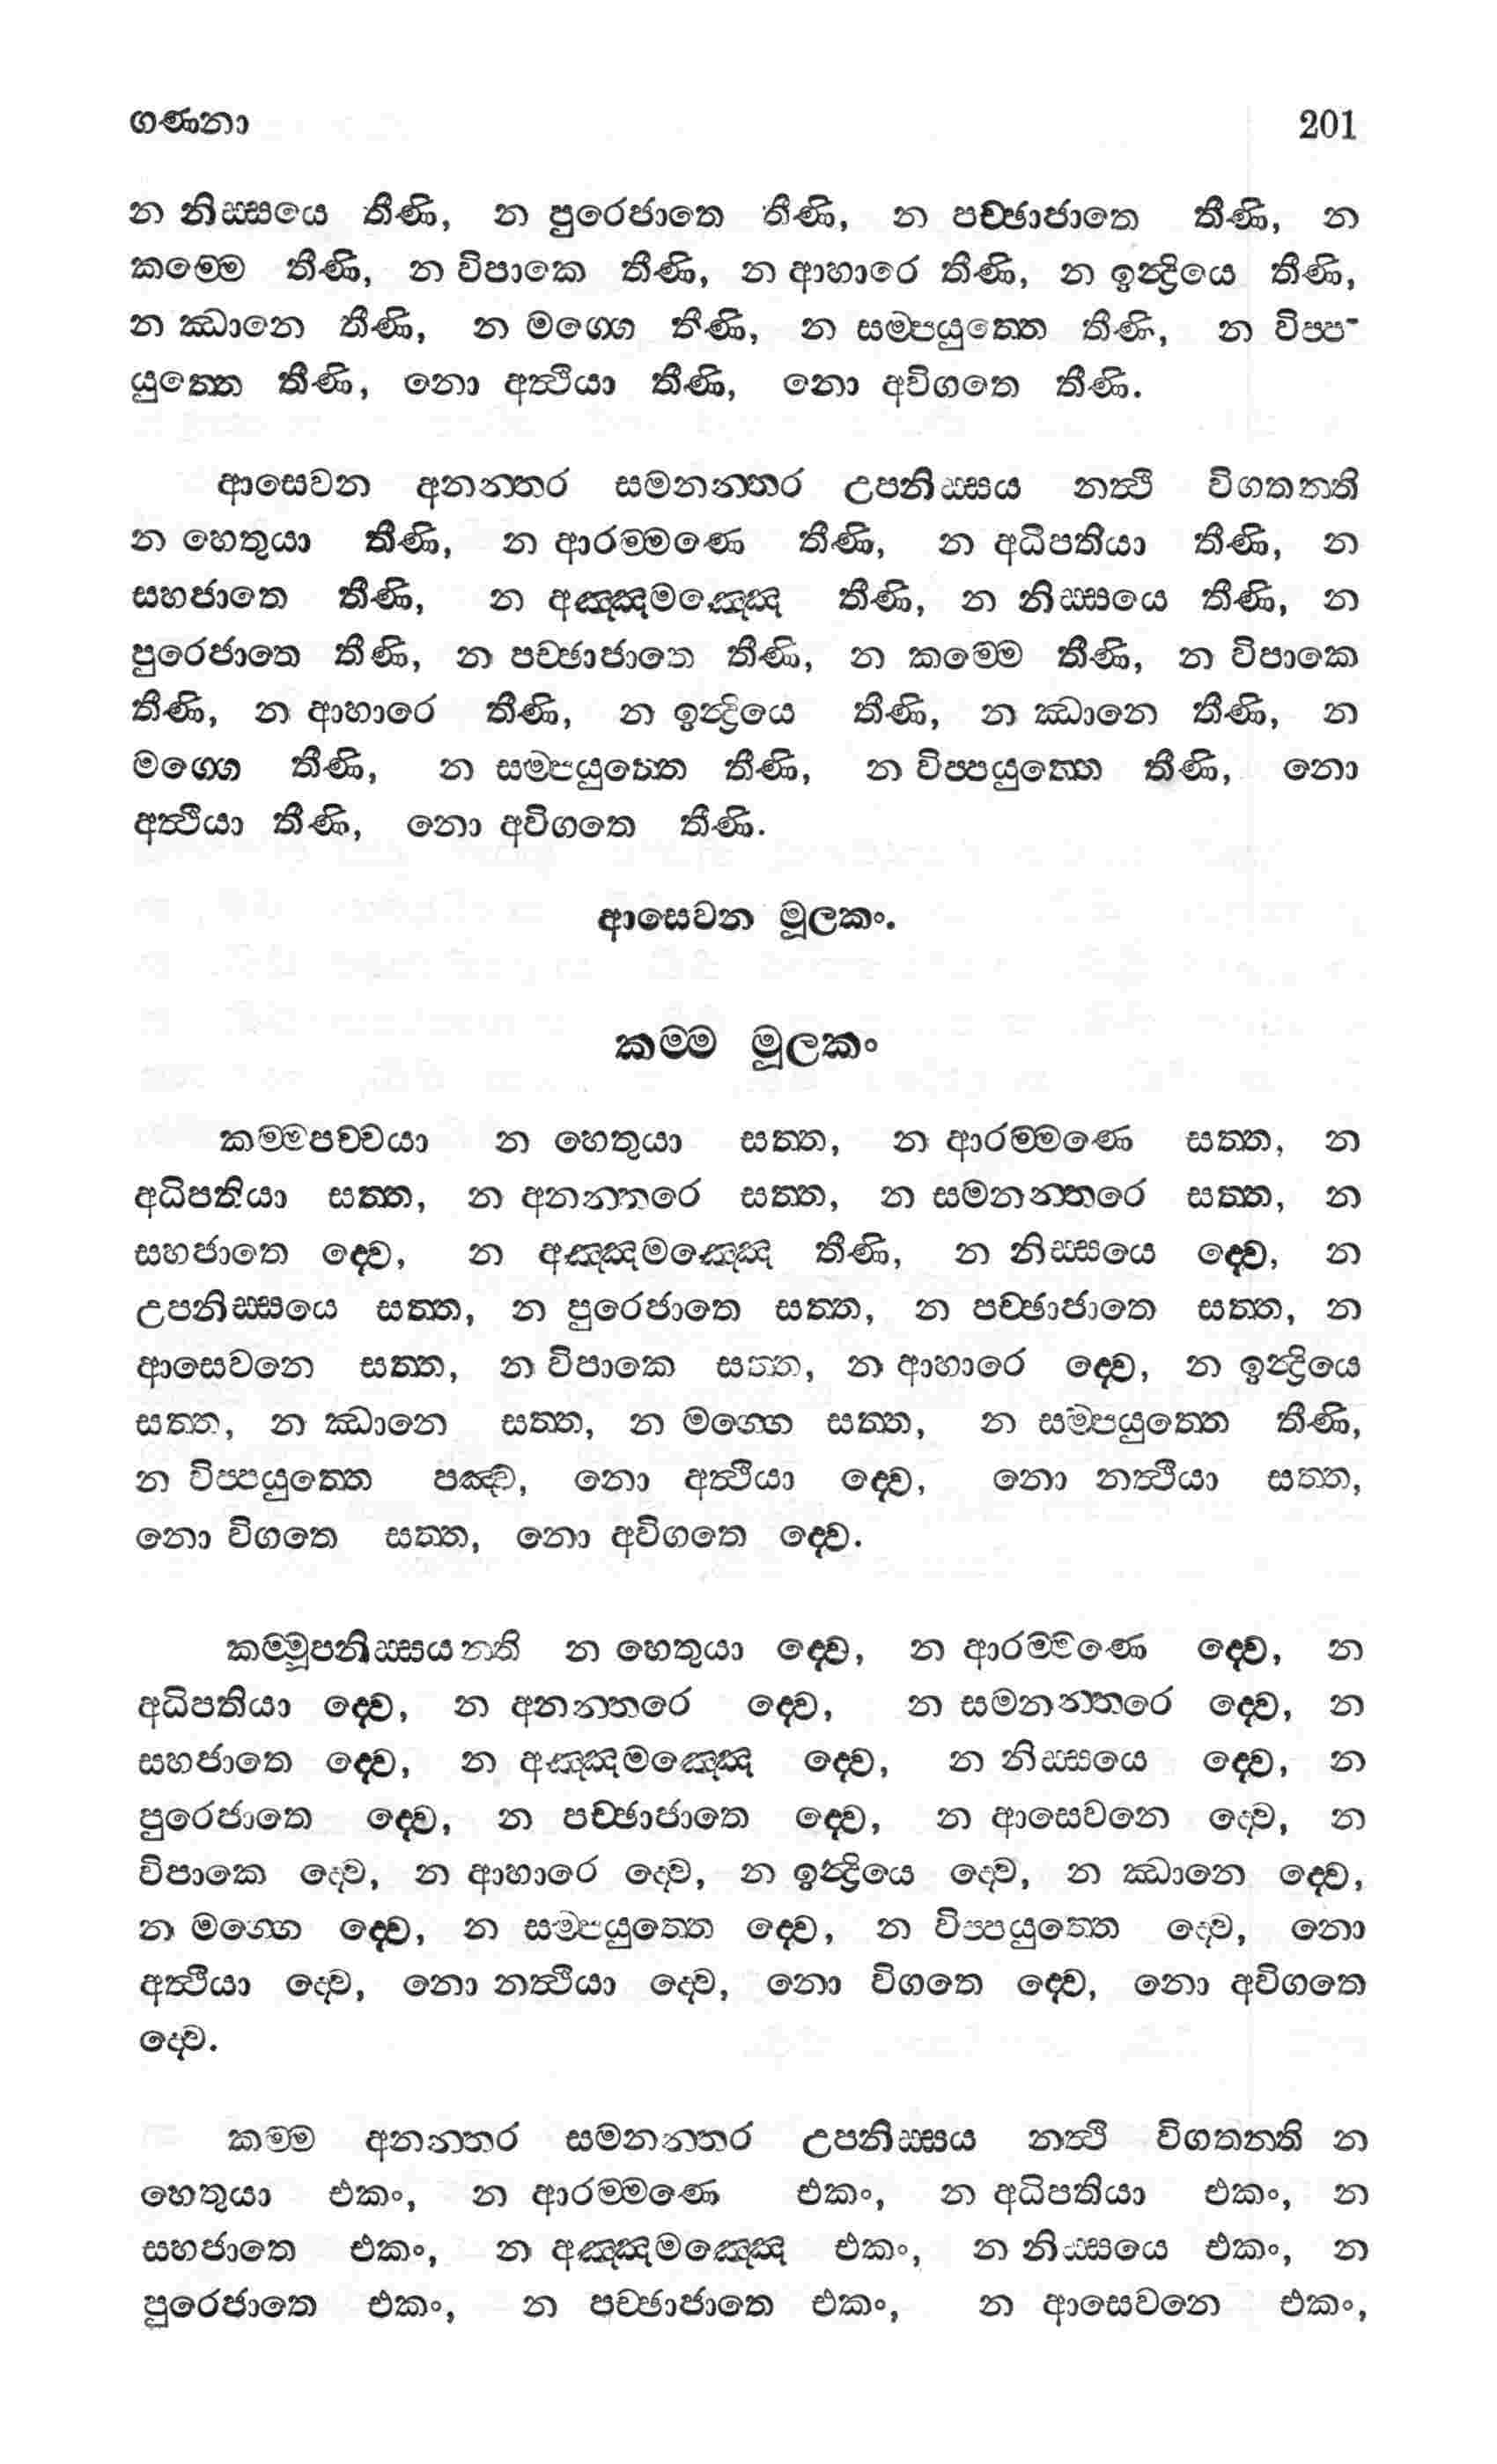 ගණනා 201
න නිස්සයෙ තීණි, න පුරෙජාතෙ තීණි, න පච්ඡාජාතෙ තීණි, න
කම්මෙ තීණි, න විපාකෙ තීණි, න ආහාරෙ තීණි, න ඉන්ද්‍රියෙ තීණි,
න ඣානෙ තීණි, න මග්ගෙ තීණි, න සම්පයුත්තෙ තීණි, න විප්ප-
යුත්තෙ තීණි, නො අත්ථියා තීණි, නො අවිගතෙ තීණි.
ආසෙවන අනන්තර සමනන්තර උපනිස්සය නත්ථි විගතන්ති
න හෙතුයා තීණි, න ආරම්මණෙ තීණි, න අධිපතියා තීණි, න
සහජාතෙ තීණි, න අඤ්ඤමඤ්ඤෙ තීණි, න නිස්සයෙ තීණි, න
පුරෙජාතෙ තීණි, න පච්ඡාජාතෙ තීණි, න කම්මෙ තීණි, න විපාකෙ
තීණි, න ආහාරෙ තීණි, න ඉන්ද්‍රියෙ තීණි, න ඣානෙ තීණි, න
මග්ගෙ තීණි, න සම්පයුත්තෙ තීණි, න විප්පයුත්තෙ තීණි, නො
අත්ථියා තීණි, නො අවිගතෙ තීණි.
ආසෙවන මූලකං.
කම්ම මූලකං
කම්මපච්චයා න හෙතුයා සත්ත, න ආරම්මණෙ සත්ත, න
අධිපතියා සත්ත, න අනන්තරෙ සත්ත, න සමනන්තරෙ සත්ත, න
සහජාතෙ ද්වෙ, න අඤ්ඤමඤ්ඤෙ තීණි, න නිස්සයෙ ද්වෙ, න
උපනිස්සයෙ සත්ත, න පුරෙජාතෙ සත්ත, න පච්ඡාජාතෙ සත්ත, න
ආසෙවනෙ සත්ත, න විපාකෙ සත්ත, න ආහාරෙ ද්වෙ, න ඉන්ද්‍රියෙ
සත්ත, න ඣානෙ සත්ත, න මග්ගෙ සත්ත, න සම්පයුත්තෙ තීණි,
න විප්පයුත්තෙ පඤ්ච, නො අත්ථියා ද්වෙ, නො නත්ථියා සත්ත,
නො විගතෙ සත්ත, නො අවිගතෙ ද්වෙ.
කම්මූපනිස්සයන්ති න හෙතුයා ද්වෙ, න ආරම්මණෙ ද්වෙ, න
අධිපතියා ද්වෙ, න අනන්තරෙ ද්වෙ, න සමනන්තරෙ ද්වෙ, න
සහජාතෙ ද්වෙ, න අඤ්ඤමඤ්ඤෙ ද්වෙ, න නිස්සයෙ ද්වෙ, න
පුරෙජාතෙ ද්වෙ, න පච්ඡාජාතෙ ද්වෙ, න ආසෙවනෙ ද්වෙ, න
විපාකෙ ද්වෙ, න ආහාරෙ ද්වෙ, න ඉන්ද්‍රියෙ ද්වෙ, න ඣානෙ ද්වෙ,
න මග්ගෙ ද්වෙ, න සම්පයුත්තෙ ද්වෙ, න විප්පයුත්තෙ ද්වෙ, නො
අත්ථියා ද්වෙ, නො නත්ථියා ද්වෙ, නො විගතෙ ද්වෙ, නො අවිගතෙ
ද්වෙ.
කම්ම අනන්තර සමනන්තර උපනිස්සය නත්ථි විගතන්ති න
හෙතුයා එකං, න ආරම්මණෙ එකං, න අධිපතියා එකං, න
සහජාතෙ එකං, න අඤ්ඤමඤ්ඤෙ එකං, න නිස්සයෙ එකං, න
පුරෙජාතෙ එකං, න පච්ඡාජාතෙ එකං, න ආසෙවනෙ එකං,